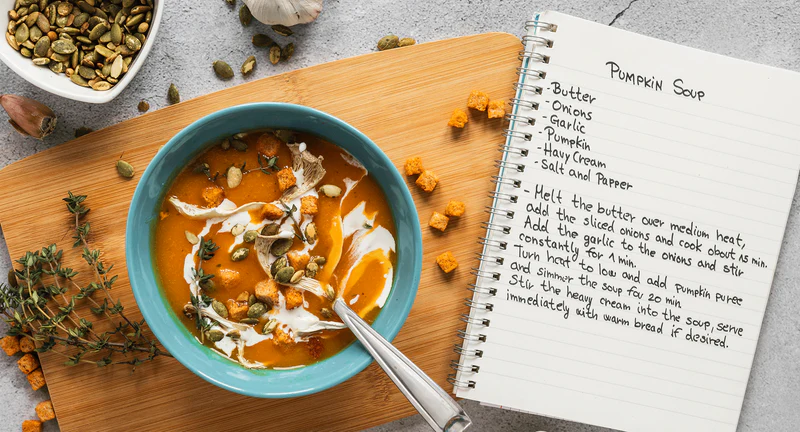 Pumpkin Soup
-Butter
-Onions
-Garlic
-Pumpkin
-Havy Cream
-Salt and Papper
- Melt the butter over medium heat,
add the sliced onions and cook obout 15 min.
Add the garlic to the onions and stir
constantly for 1 min.
Turn heat to low and add pumpkin puree
and simmer the soup for 20 min
Stir the heavy cream into the soup, serve
immediately with warm bread if desired.